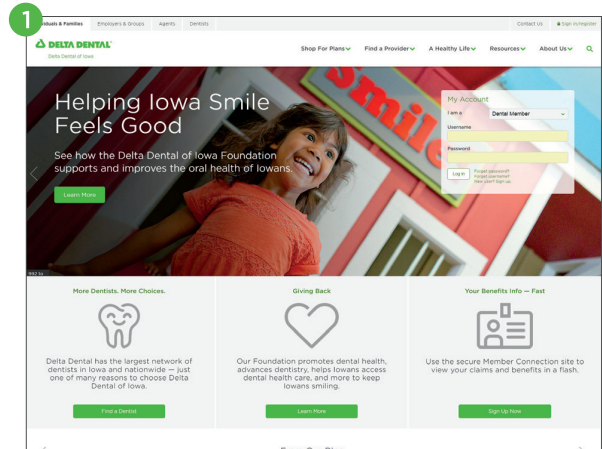 1
Individuals & Families Employers & Groups Agents Dentists Contact Us Sign in/register
DELTA DENTAL®
Delta Dental of Iowa
Shop For Plans Find a Provider A Healthy Life Resources About Us
Helping Iowa Smile
Feels Good
See how the Delta Dental of Iowa Foundation
supports and improves the oral health of Iowans.
Learn More
Smile
My Account
I am a Dental Member
Username
Password
Log In
Forgot password?
Forgot username?
New user? Sign up.
992 to
More Dentists. More Choices.
Delta Dental has the largest network of
dentists in Iowa and nationwide — just
one of many reasons to choose Delta
Dental of Iowa.
Find a Dentist
Giving Back
Our Foundation promotes dental health,
advances dentistry, helps Iowans access
dental health care, and more to keep
Iowans smiling.
Learn More
Your Benefits Info — Fast
Use the secure Member Connection site to
view your claims and benefits in a flash.
Sign Up Now